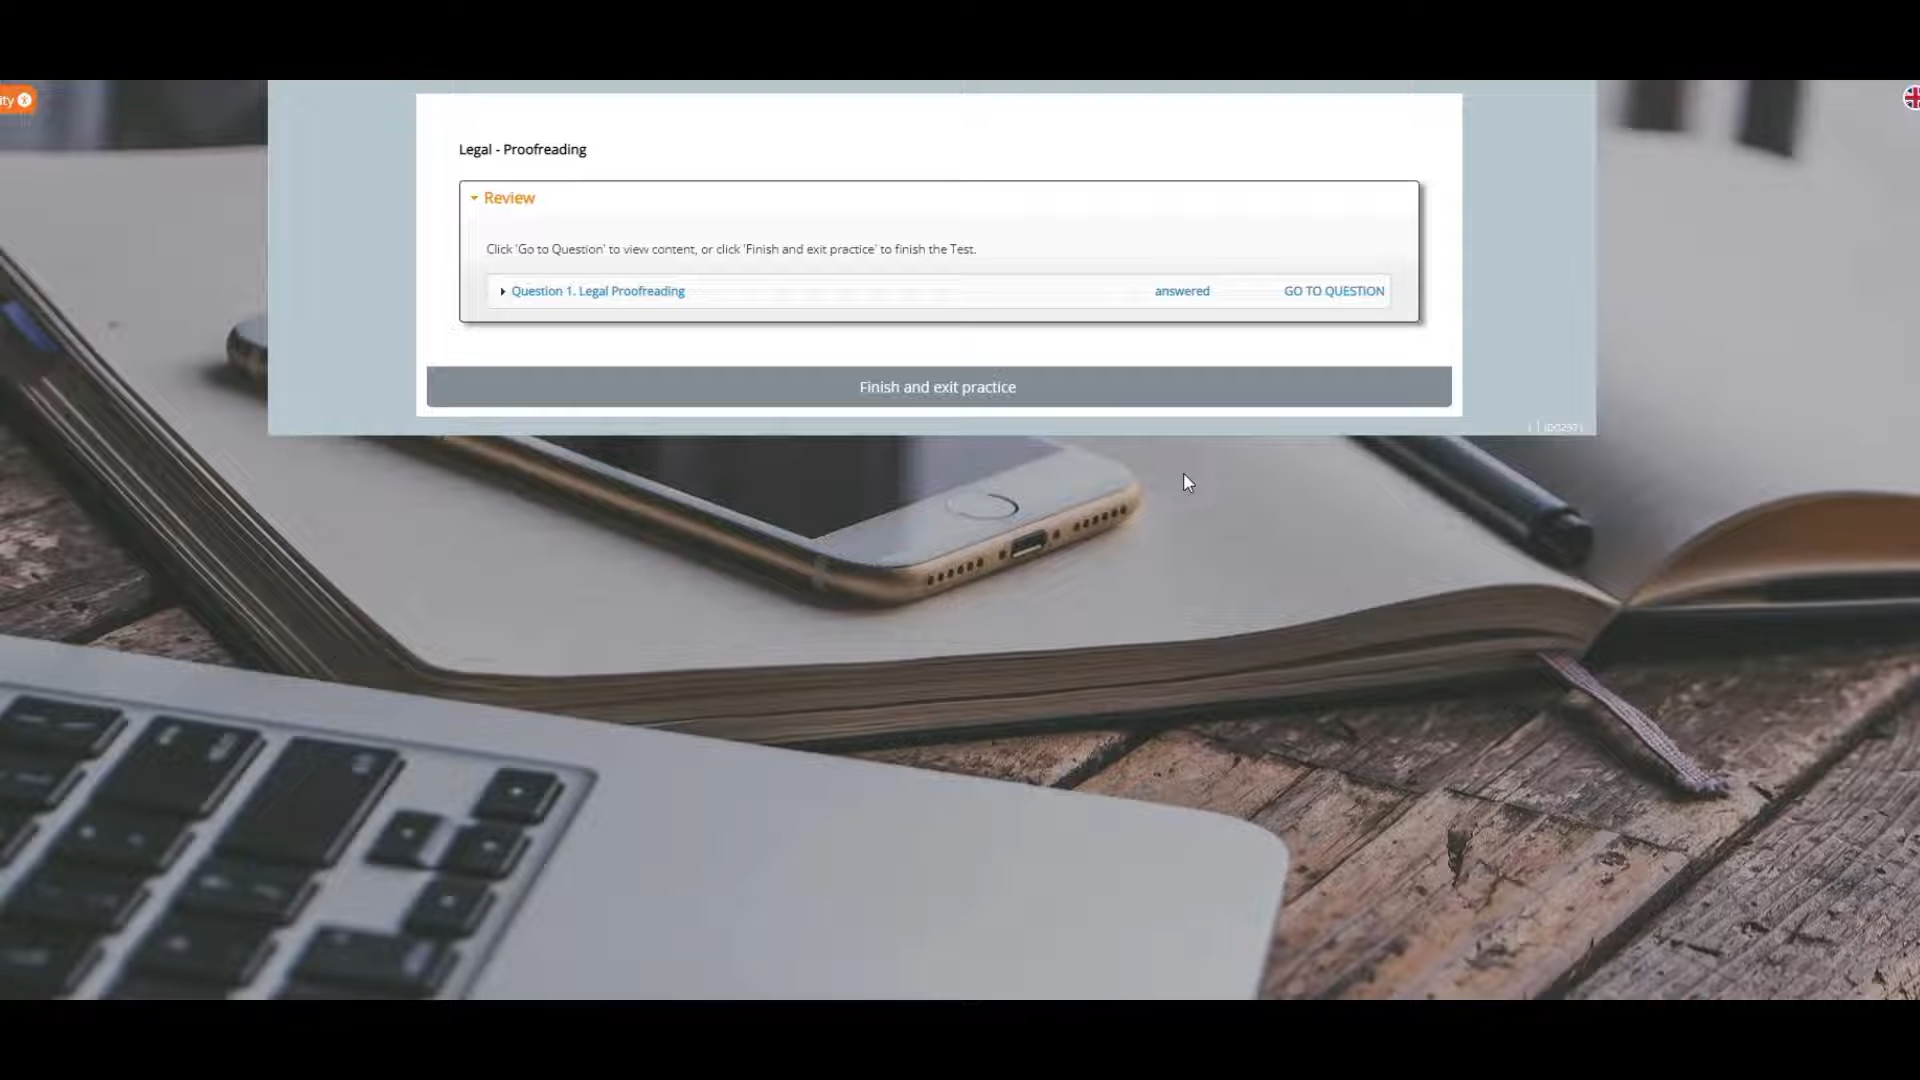 ity
Legal - Proofreading
Review
Click 'Go to Question' to view content, or click 'Finish and exit practice' to finish the Test.
Question 1. Legal Proofreading answered GO TO QUESTION
Finish and exit practice